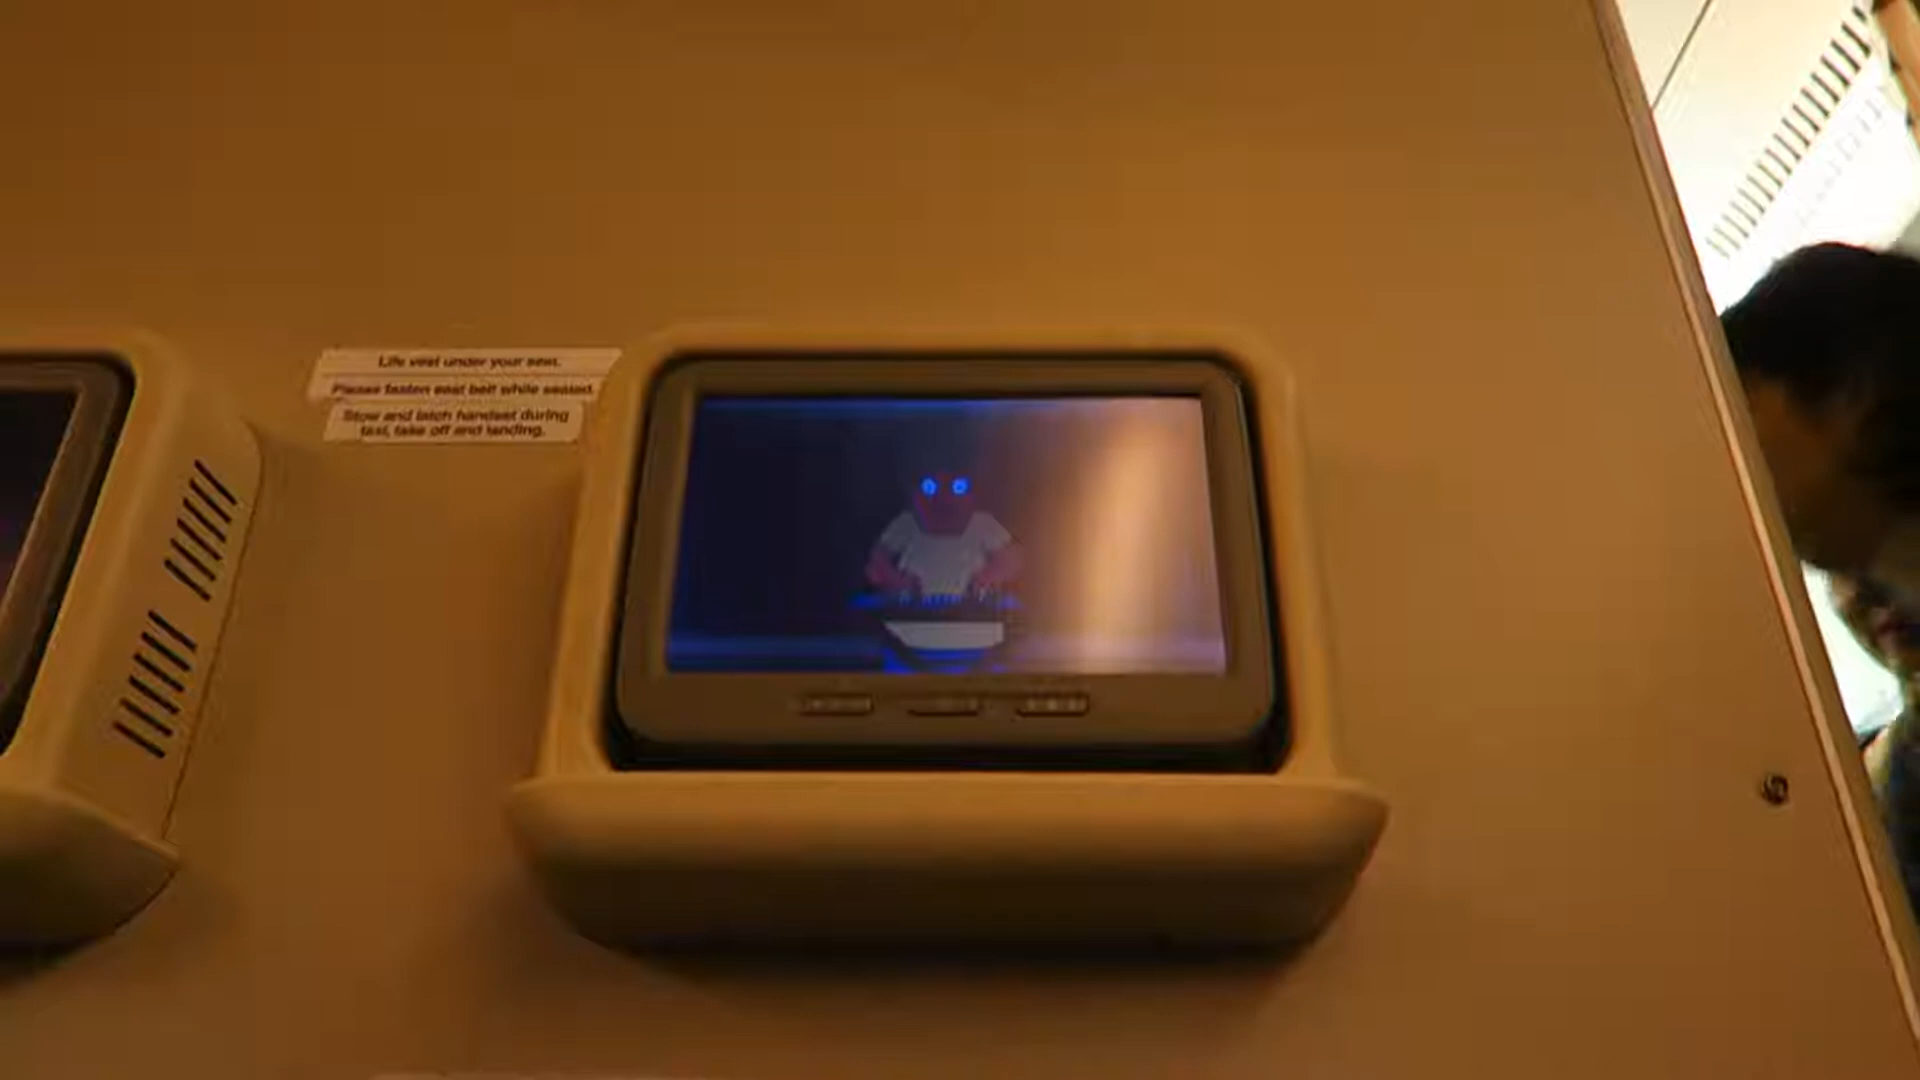 Life vest under your seat.
Please fasten seat belt while seated.
Stow and latch handset during
taxi, take off and landing.